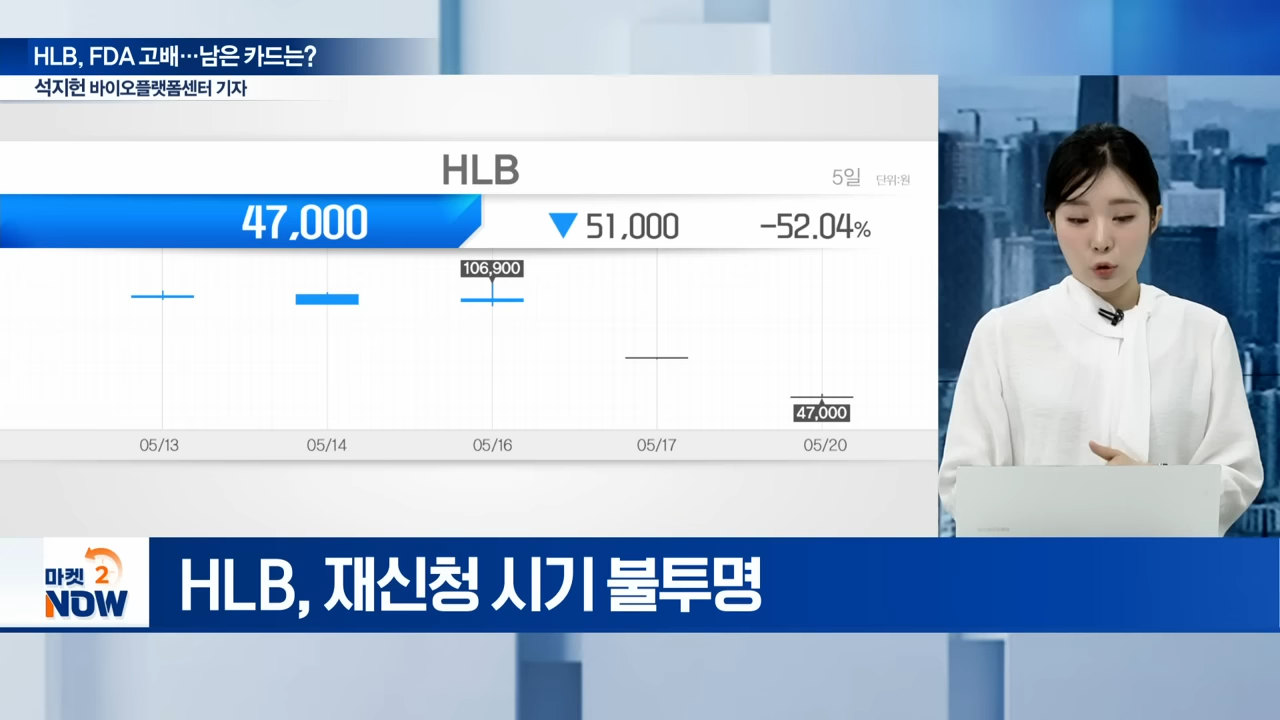 HLB, FDA 고배…남은 카드는?
석지헌 바이오플랫폼센터 기자
HLB
5일 단위:원
47,000 ▼ 51,000 -52.04%
106,900
47,000
05/13 05/14 05/16 05/17 05/20
마켓 2
NOW
HLB, 재신청 시기 불투명